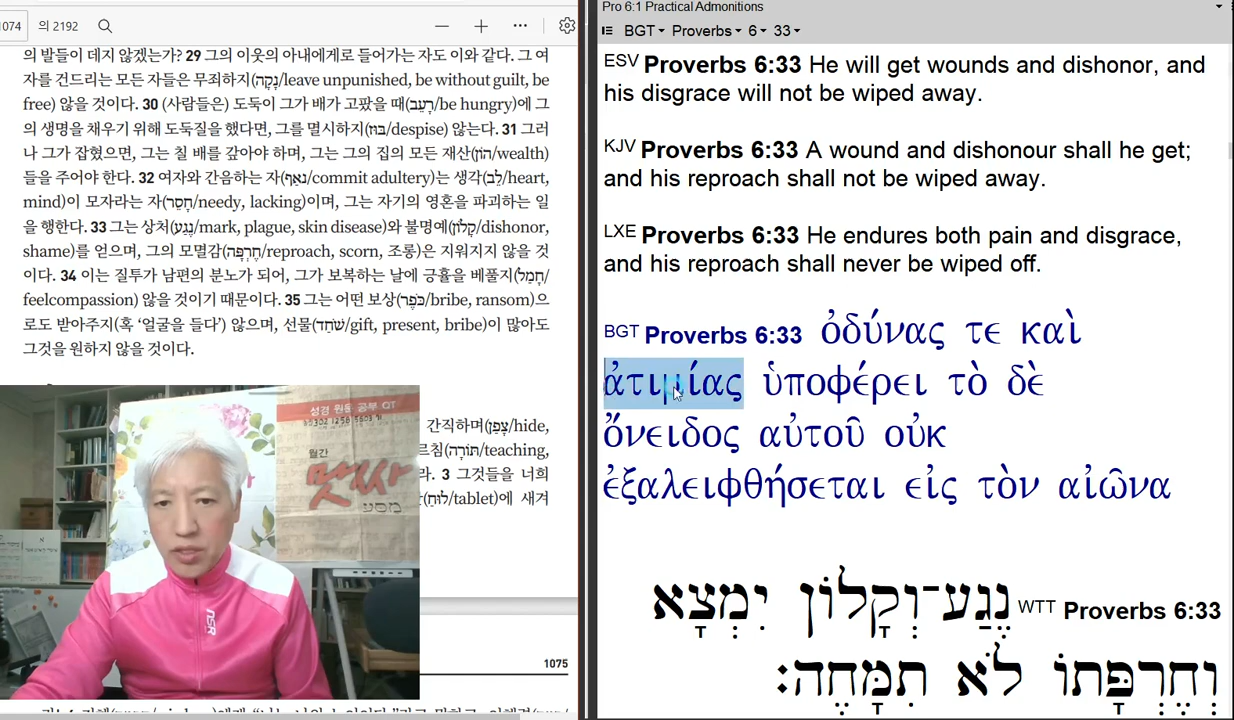 1074 의 2192
의 발들이 데지 않겠는가? 29 그의 이웃의 아내에게로 들어가는 자도 이와 같다. 그 여
자를 건드리는 모든 자들은 무죄하지(נָקָה/leave unpunished, be without guilt, be
free) 않을 것이다. 30 (사람들은) 도둑이 그가 배가 고팠을 때(רָעֵב/be hungry)에 그
의 생명을 채우기 위해 도둑질을 했다면, 그를 멸시하지(בּוּז/despise) 않는다. 31 그러
나 그가 잡혔으면, 그는 칠 배를 갚아야 하며, 그는 그의 집의 모든 재산(הוֹן/wealth)
들을 주어야 한다. 32 여자와 간음하는 자(נָאַף/commit adultery)는 생각(לֵב/heart,
mind)이 모자라는 자(חָסֵר/needy, lacking)이며, 그는 자기의 영혼을 파괴하는 일
을 행한다. 33 그는 상처(נֶגַע/mark, plague, skin disease)와 불명예(קָלוֹן/dishonor,
shame)를 얻으며, 그의 모멸감(חֶרְפָּה/reproach, scorn, 조롱)은 지워지지 않을 것
이다. 34 이는 질투가 남편의 분노가 되어, 그가 보복하는 날에 긍휼을 베풀지(חָמַל/
feelcompassion) 않을 것이기 때문이다. 35 그는 어떤 보상(כֹּפֶר/bribe, ransom)으
로도 받아주지(혹 '얼굴을 들다') 않으며, 선물(שֹׁחַד/gift, present, bribe)이 많아도
그것을 원하지 않을 것이다.
간직하며(צָפַן/hide,
르침(תּוֹרָה/teaching,
라. 3 그것들을 너희
(לוּחַ/tablet)에 새겨
성경 원문 공부 QT
월간
맛싸
מסע
1075
Pro 6:1 Practical Admonitions
BGT Proverbs 6 33
ESV Proverbs 6:33 He will get wounds and dishonor, and
his disgrace will not be wiped away.
KJV Proverbs 6:33 A wound and dishonour shall he get;
and his reproach shall not be wiped away.
LXE Proverbs 6:33 He endures both pain and disgrace,
and his reproach shall never be wiped off.
BGT Proverbs 6:33 ὀδύνας τε καὶ
ἀτιμίας ὑποφέρει τὸ δὲ
ὄνειδος αὐτοῦ οὐκ
ἐξαλειφθήσεται εἰς τὸν αἰῶνα
WTT Proverbs 6:33 נֶֽגַע־וְקָל֥וֹן יִמְצָ֑א
וְ֝חֶרְפָּת֗וֹ לֹ֣א תִמָּחֶֽה׃